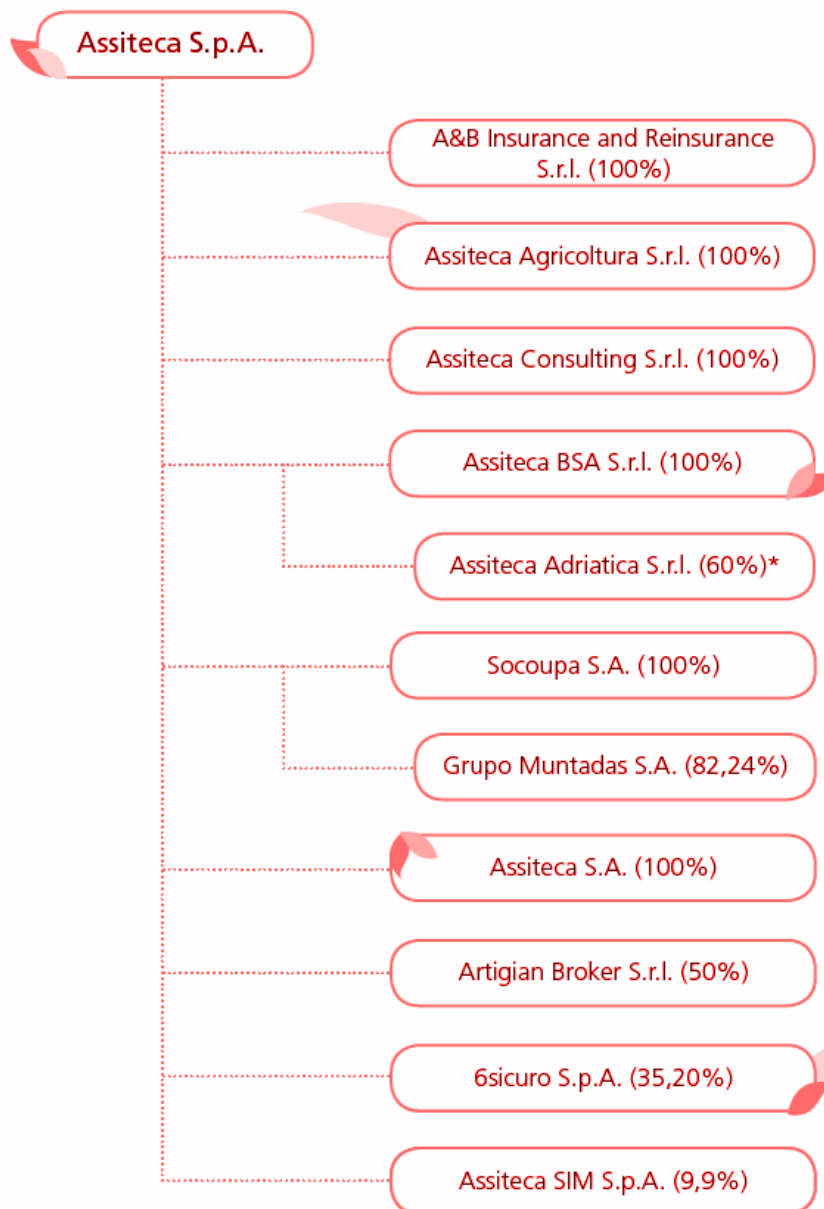 Assiteca S.p.A.
A&B Insurance and Reinsurance
S.r.l. (100%)
Assiteca Agricoltura S.r.l. (100%)
Assiteca Consulting S.r.l. (100%)
Assiteca BSA S.r.l. (100%)
Assiteca Adriatica S.r.l. (60%)*
Socoupa S.A. (100%)
Grupo Muntadas S.A. (82,24%)
Assiteca S.A. (100%)
Artigian Broker S.r.l. (50%)
6sicuro S.p.A. (35,20%)
Assiteca SIM S.p.A. (9,9%)